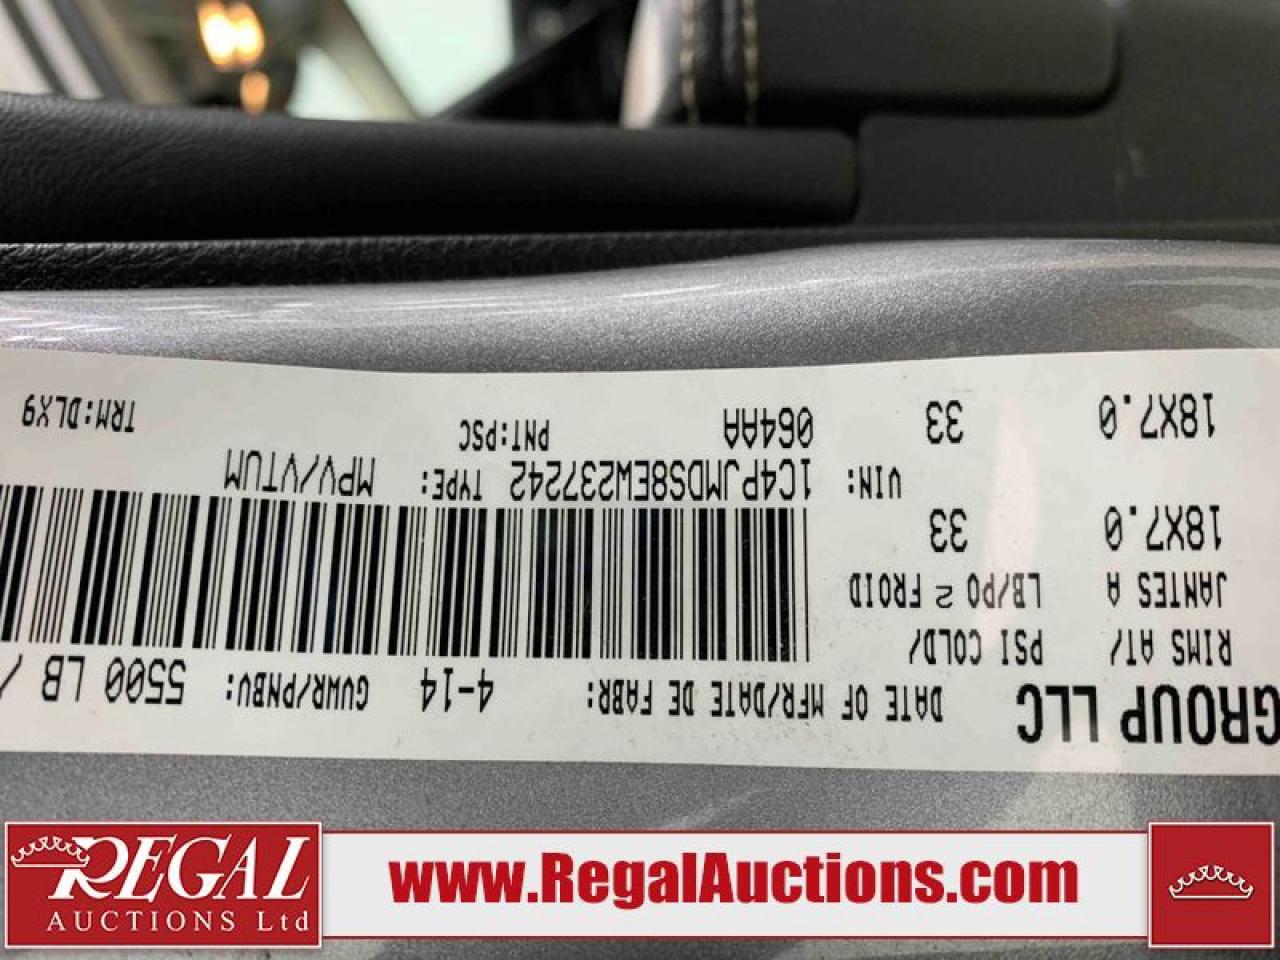 GROUP LLC
DATE OF MFR/DATE DE FABR: 4-14 GVWR/PNBV: 5500 LB /
RIMS AT/ PSI COLD/
JANTES A LB/PO2 FROID
18X7.0 33
VIN: 1C4PJMDS8EW237242 TYPE: MPV/VTUM
18X7.0 33 064AA PNT:PSC TRM:DLX9
REGAL
AUCTIONS Ltd
www.RegalAuctions.com